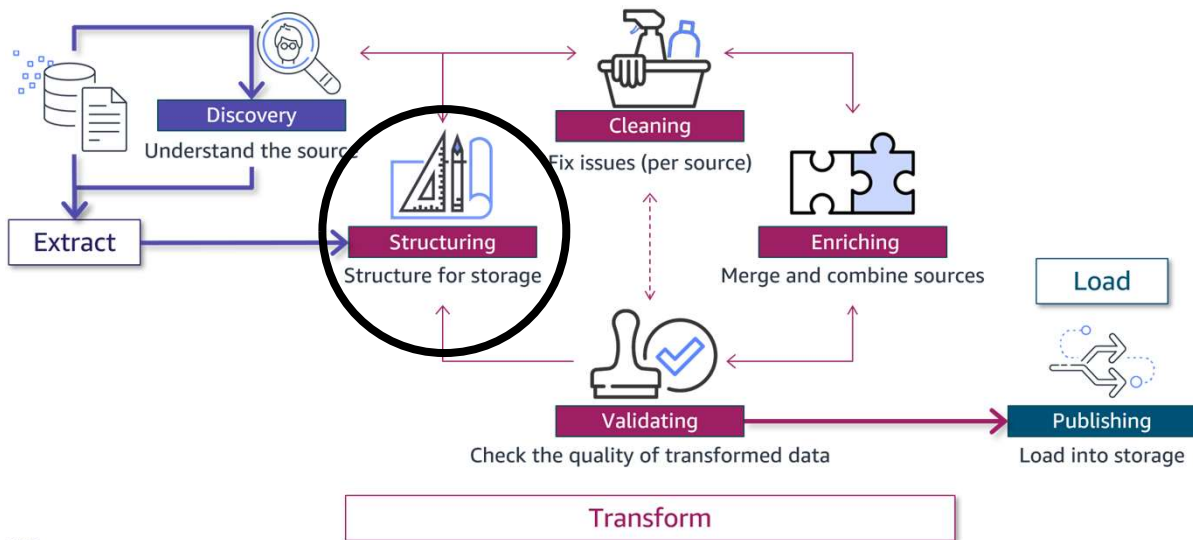 Discovery
Understand the source
Extract
Structuring
Structure for storage
Cleaning
Fix issues (per source)
Enriching
Merge and combine sources
Validating
Check the quality of transformed data
Load
Publishing
Load into storage
Transform